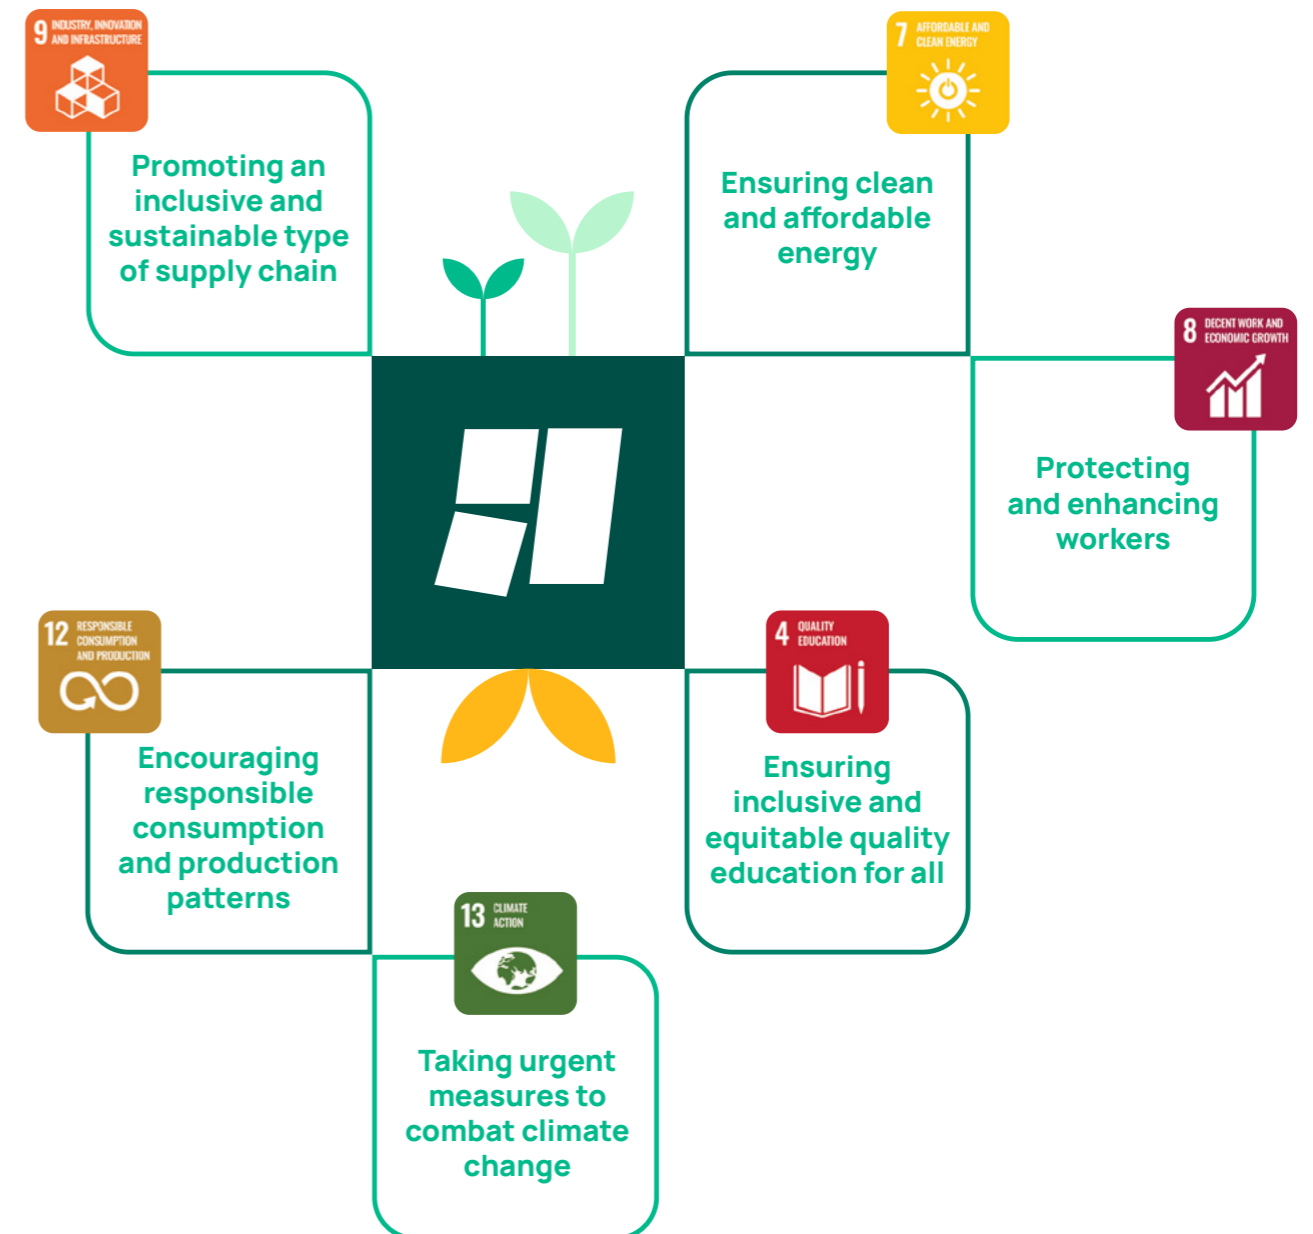 9 INDUSTRY, INNOVATION
AND INFRASTRUCTURE
Promoting an
inclusive and
sustainable type
of supply chain
7 AFFORDABLE AND
CLEAN ENERGY
Ensuring clean
and affordable
energy
8 DECENT WORK AND
ECONOMIC GROWTH
Protecting
and enhancing
workers
12 RESPONSIBLE
CONSUMPTION
AND PRODUCTION
Encouraging
responsible
consumption
and production
patterns
4 QUALITY
EDUCATION
Ensuring
inclusive and
equitable quality
education for all
13 CLIMATE
ACTION
Taking urgent
measures to
combat climate
change